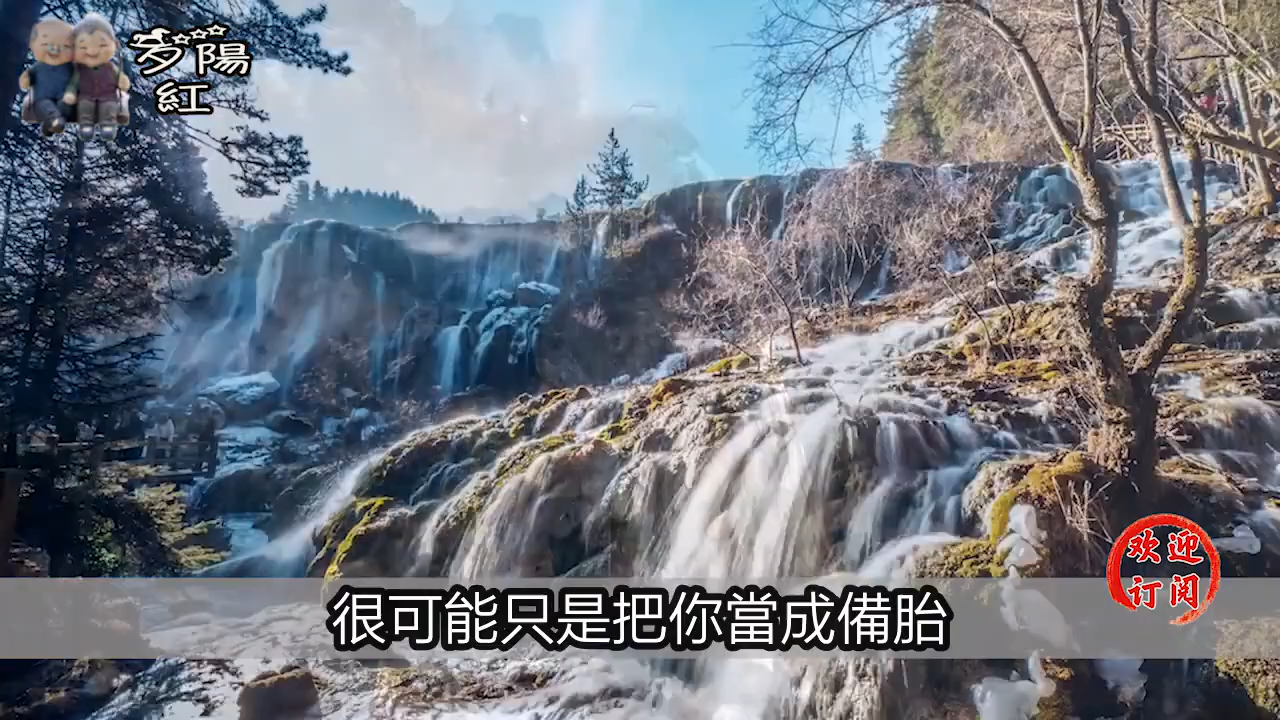 夕陽
紅
欢迎
订阅
很可能只是把你當成備胎